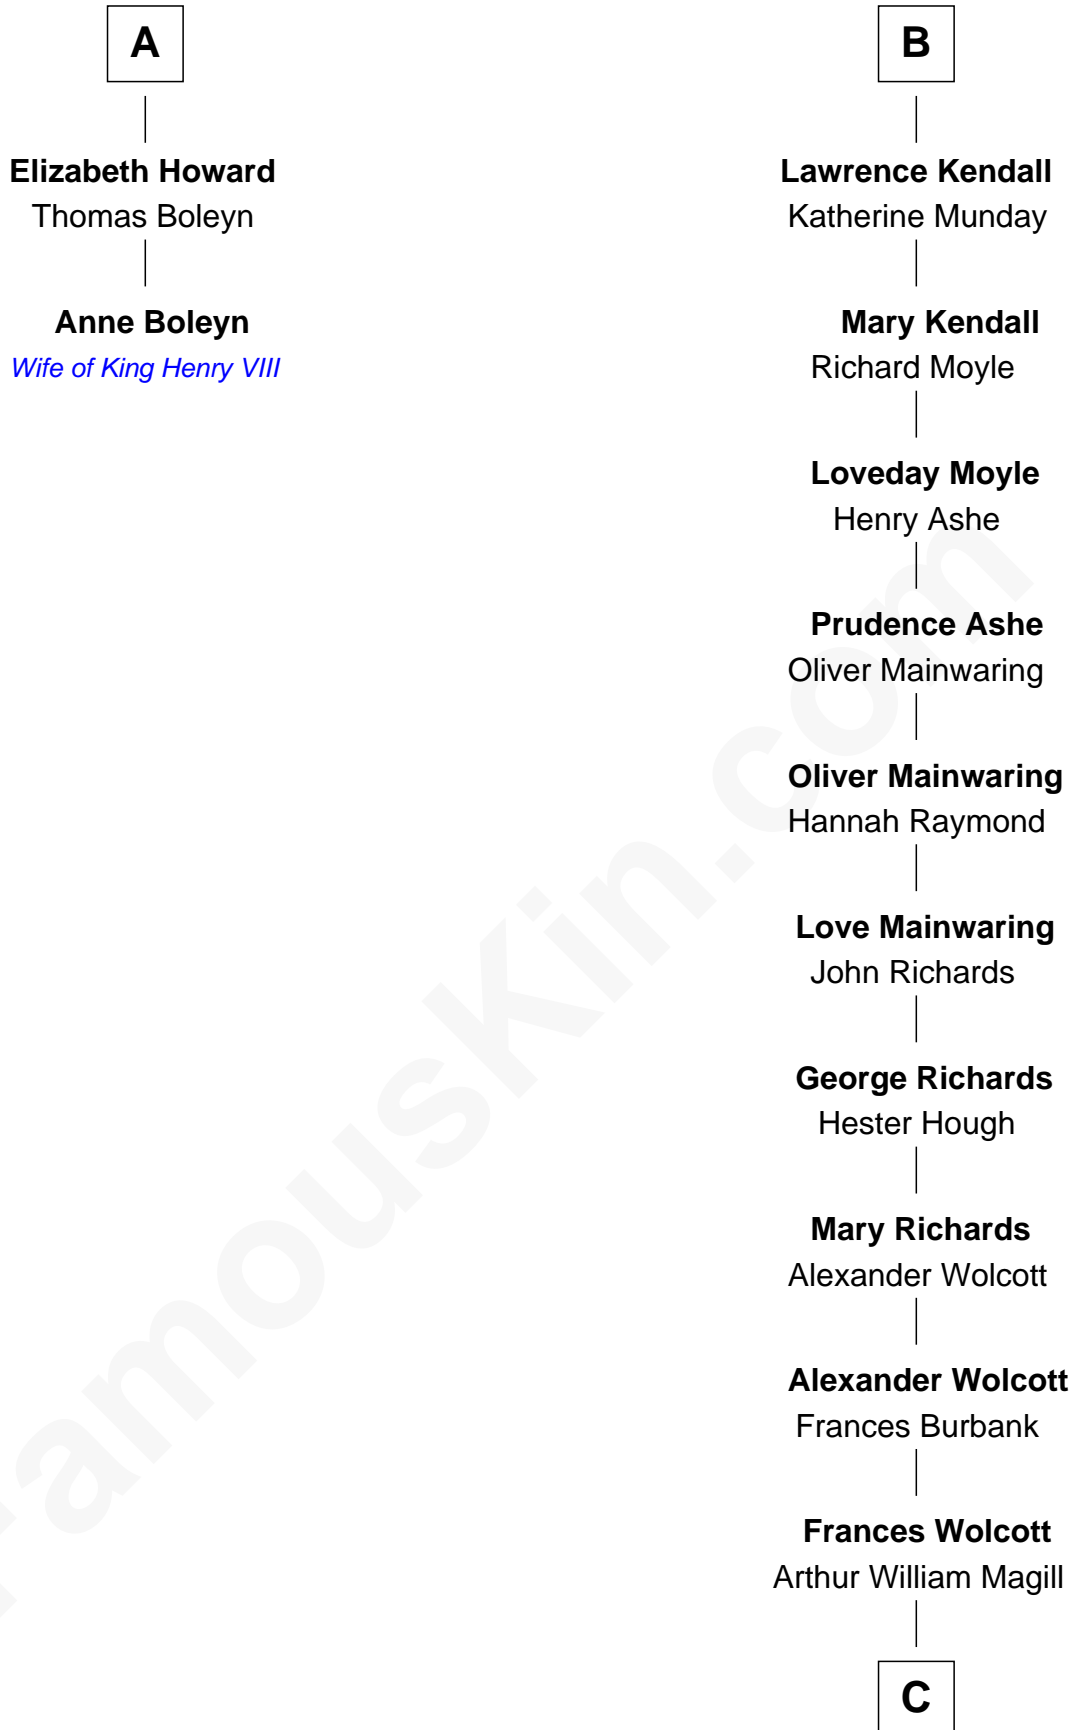 A
Elizabeth Howard
Thomas Boleyn
Anne Boleyn
Wife of King Henry VIII
B
Lawrence Kendall
Katherine Munday
Mary Kendall
Richard Moyle
Loveday Moyle
Henry Ashe
Prudence Ashe
Oliver Mainwaring
Oliver Mainwaring
Hannah Raymond
Love Mainwaring
John Richards
George Richards
Hester Hough
Mary Richards
Alexander Wolcott
Alexander Wolcott
Frances Burbank
Frances Wolcott
Arthur William Magill
C
FamousKin.com